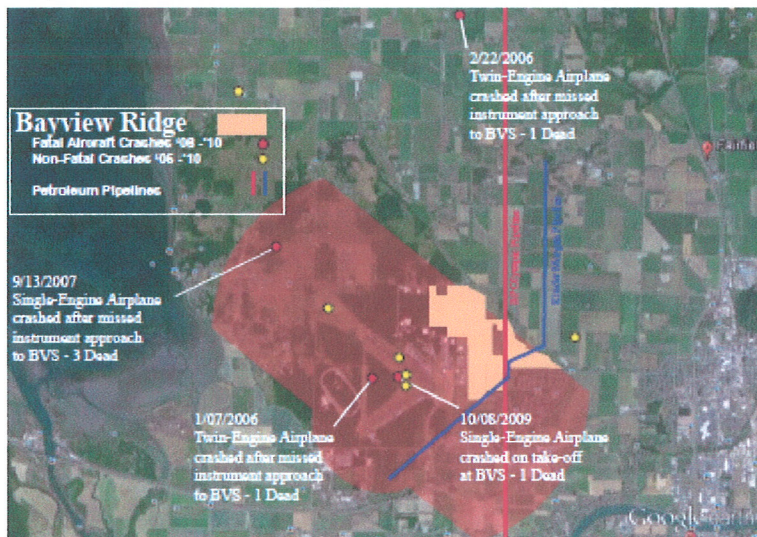 2/22/2006
Twin-Engine Airplane
crashed after missed
instrument approach
to BVS - 1 Dead
Bayview Ridge
Fatal Aircraft Crashes '06 -'10
Non-Fatal Crashes '06 -'10
Petroleum Pipelines
9/13/2007
Single-Engine Airplane
crashed after missed
instrument approach
to BVS - 3 Dead
1/07/2006
Twin-Engine Airplane
crashed after missed
instrument approach
to BVS - 1 Dead
10/08/2009
Single-Engine Airplane
crashed on take-off
at BVS - 1 Dead
Google earth